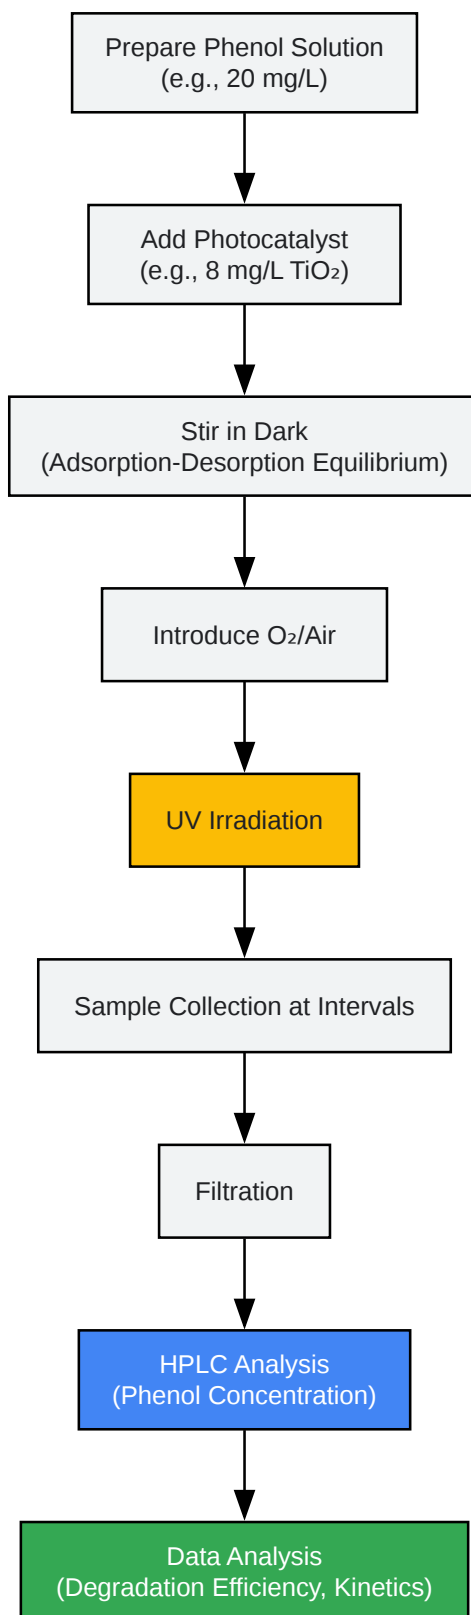 Prepare Phenol Solution
(e.g., 20 mg/L)
Add Photocatalyst
(e.g., 8 mg/L TiO₂)
Stir in Dark
(Adsorption-Desorption Equilibrium)
Introduce O₂/Air
UV Irradiation
Sample Collection at Intervals
Filtration
HPLC Analysis
(Phenol Concentration)
Data Analysis
(Degradation Efficiency, Kinetics)